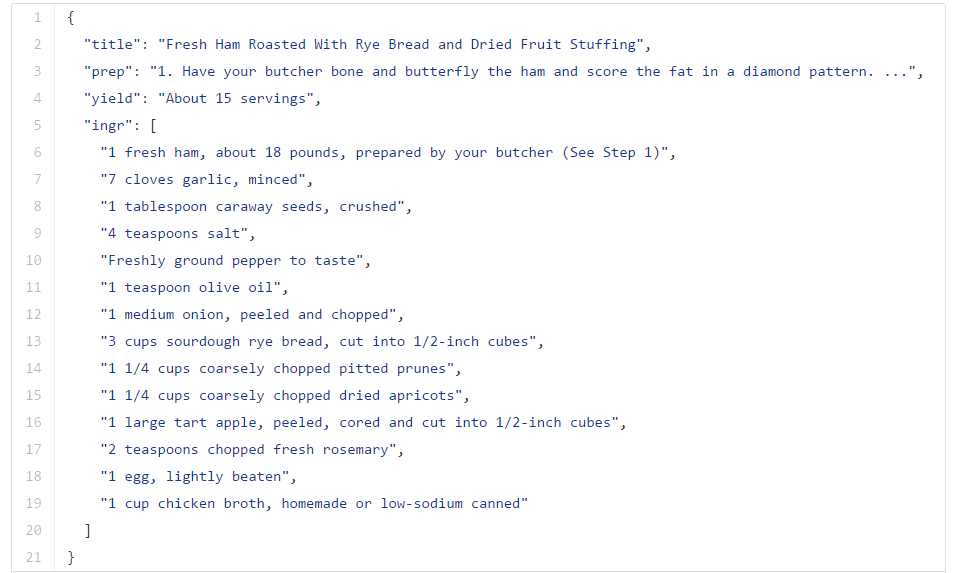 1 {
2 "title": "Fresh Ham Roasted With Rye Bread and Dried Fruit Stuffing",
3 "prep": "1. Have your butcher bone and butterfly the ham and score the fat in a diamond pattern. ...",
4 "yield": "About 15 servings",
5 "ingr": [
6 "1 fresh ham, about 18 pounds, prepared by your butcher (See Step 1)",
7 "7 cloves garlic, minced",
8 "1 tablespoon caraway seeds, crushed",
9 "4 teaspoons salt",
10 "Freshly ground pepper to taste",
11 "1 teaspoon olive oil",
12 "1 medium onion, peeled and chopped",
13 "3 cups sourdough rye bread, cut into 1/2-inch cubes",
14 "1 1/4 cups coarsely chopped pitted prunes",
15 "1 1/4 cups coarsely chopped dried apricots",
16 "1 large tart apple, peeled, cored and cut into 1/2-inch cubes",
17 "2 teaspoons chopped fresh rosemary",
18 "1 egg, lightly beaten",
19 "1 cup chicken broth, homemade or low-sodium canned"
20 ]
21 }